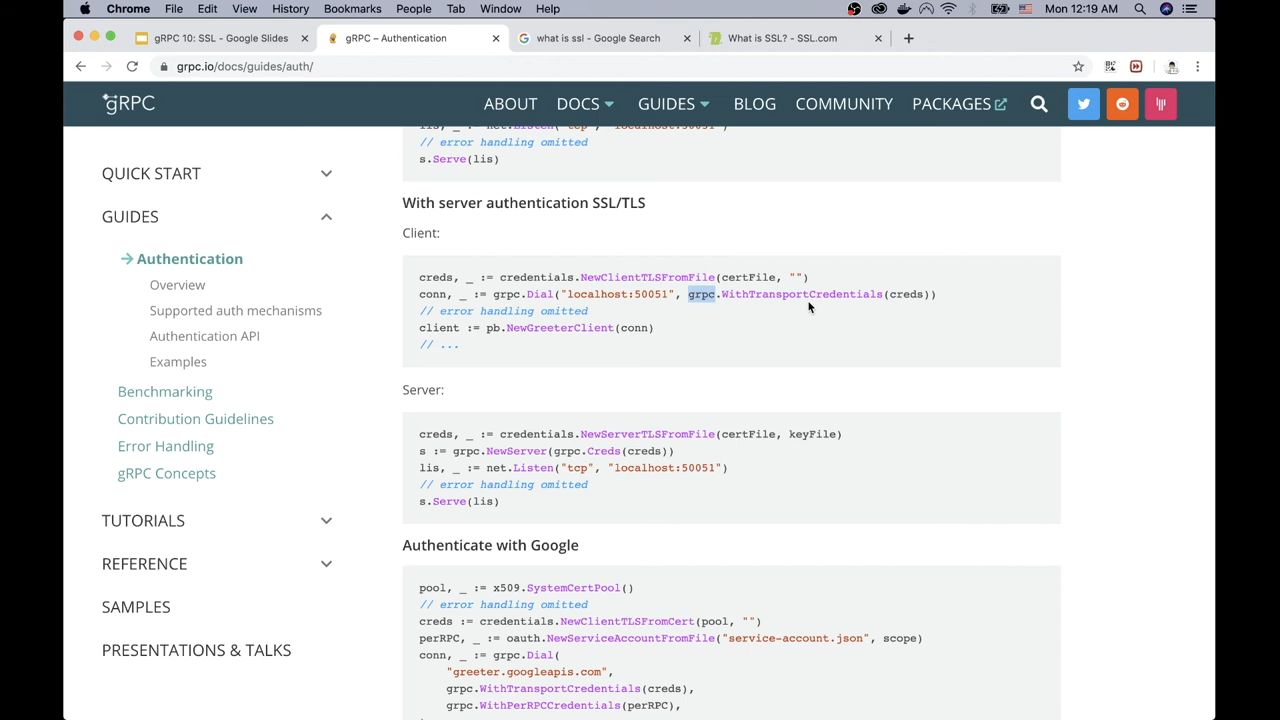 Chrome File Edit View History Bookmarks People Tab Window Help Mon 12:19 AM
gRPC 10: SSL - Google Slides
gRPC – Authentication
what is ssl - Google Search
What is SSL? - SSL.com
grpc.io/docs/guides/auth/
gRPC
ABOUT DOCS GUIDES BLOG COMMUNITY PACKAGES
QUICK START
GUIDES
Authentication
Overview
Supported auth mechanisms
Authentication API
Examples
Benchmarking
Contribution Guidelines
Error Handling
gRPC Concepts
TUTORIALS
REFERENCE
SAMPLES
PRESENTATIONS & TALKS
lis, _ := net.Listen("tcp", "localhost:50051")
// error handling omitted
s.Serve(lis)
With server authentication SSL/TLS
Client:
creds, _ := credentials.NewClientTLSFromFile(certFile, "")
conn, _ := grpc.Dial("localhost:50051", grpc.WithTransportCredentials(creds))
// error handling omitted
client := pb.NewGreeterClient(conn)
// ...
Server:
creds, _ := credentials.NewServerTLSFromFile(certFile, keyFile)
s := grpc.NewServer(grpc.Creds(creds))
lis, _ := net.Listen("tcp", "localhost:50051")
// error handling omitted
s.Serve(lis)
Authenticate with Google
pool, _ := x509.SystemCertPool()
// error handling omitted
creds := credentials.NewClientTLSFromCert(pool, "")
perRPC, _ := oauth.NewServiceAccountFromFile("service-account.json", scope)
conn, _ := grpc.Dial(
"greeter.googleapis.com",
grpc.WithTransportCredentials(creds),
grpc.WithPerRPCCredentials(perRPC),